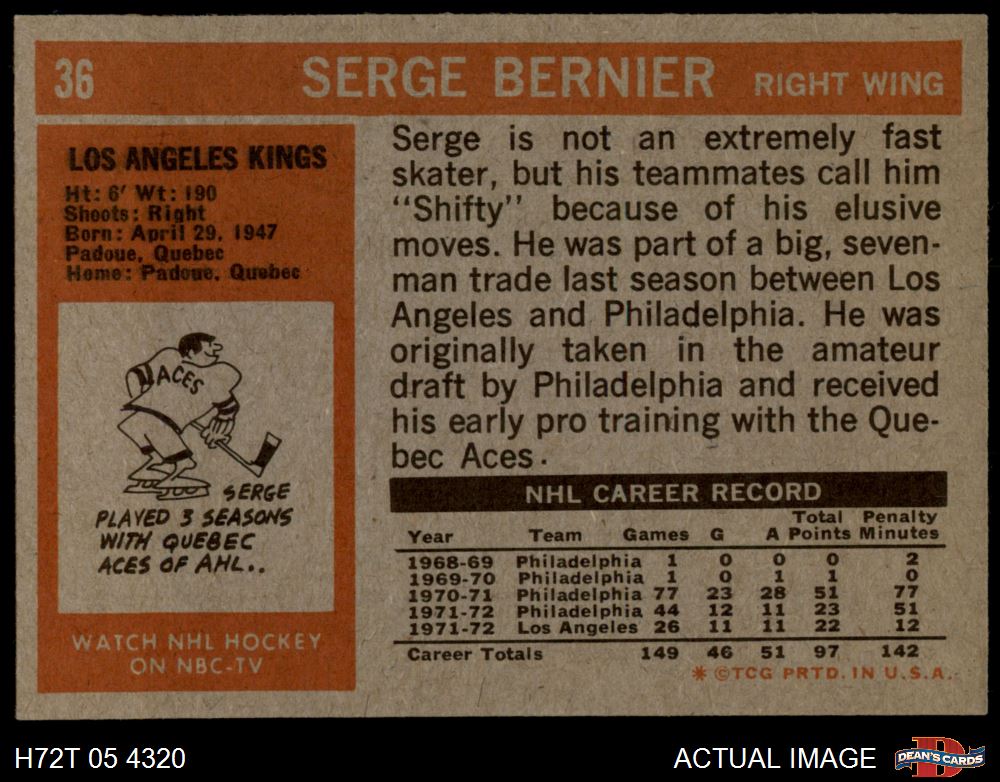 36 SERGE BERNIER RIGHT WING
LOS ANGELES KINGS
Ht: 6' Wt: 190
Shoots: Right
Born: April 29, 1947
Padoue, Quebec
Home: Padoue, Quebec
ACES
SERGE
PLAYED 3 SEASONS
WITH QUEBEC
ACES OF AHL..
WATCH NHL HOCKEY
ON NBC-TV
Serge is not an extremely fast
skater, but his teammates call him
"Shifty" because of his elusive
moves. He was part of a big, seven-
man trade last season between Los
Angeles and Philadelphia. He was
originally taken in the amateur
draft by Philadelphia and received
his early pro training with the Que-
bec Aces.
NHL CAREER RECORD
Year Team Games G A Total Points Penalty Minutes
1968-69 Philadelphia 1 0 0 0 2
1969-70 Philadelphia 1 0 1 1 0
1970-71 Philadelphia 77 23 28 51 77
1971-72 Philadelphia 44 12 11 23 51
1971-72 Los Angeles 26 11 11 22 12
Career Totals 149 46 51 97 142
* ©TCG PRTD. IN U.S.A.
H72T 05 4320
ACTUAL IMAGE
DEAN'S CARDS